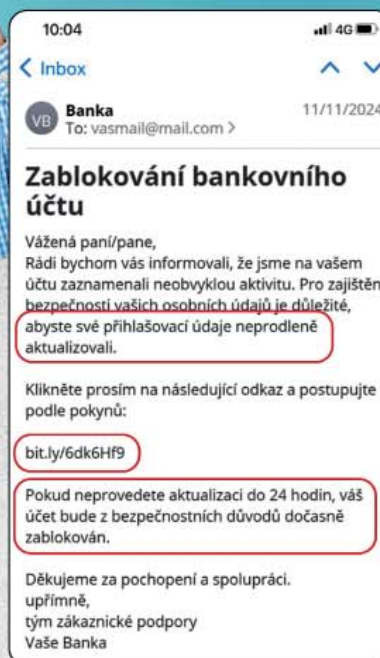 10:04
4G
Inbox
VB
Banka
11/11/2024
To: vasmail@mail.com >
Zablokování bankovního
účtu
Vážená paní/pane,
Rádi bychom vás informovali, že jsme na vašem
účtu zaznamenali neobvyklou aktivitu. Pro zajištěn
bezpečnosti vašich osobních údajů je důležité,
abyste své přihlašovací údaje neprodleně
aktualizovali.
Klikněte prosím na následující odkaz a postupujte
podle pokynů:
bit.ly/6dk6Hf9
Pokud neprovedete aktualizaci do 24 hodin, váš
účet bude z bezpečnostních důvodů dočasně
zablokován.
Děkujeme za pochopení a spolupráci.
upřímně,
tým zákaznické podpory
Vaše Banka